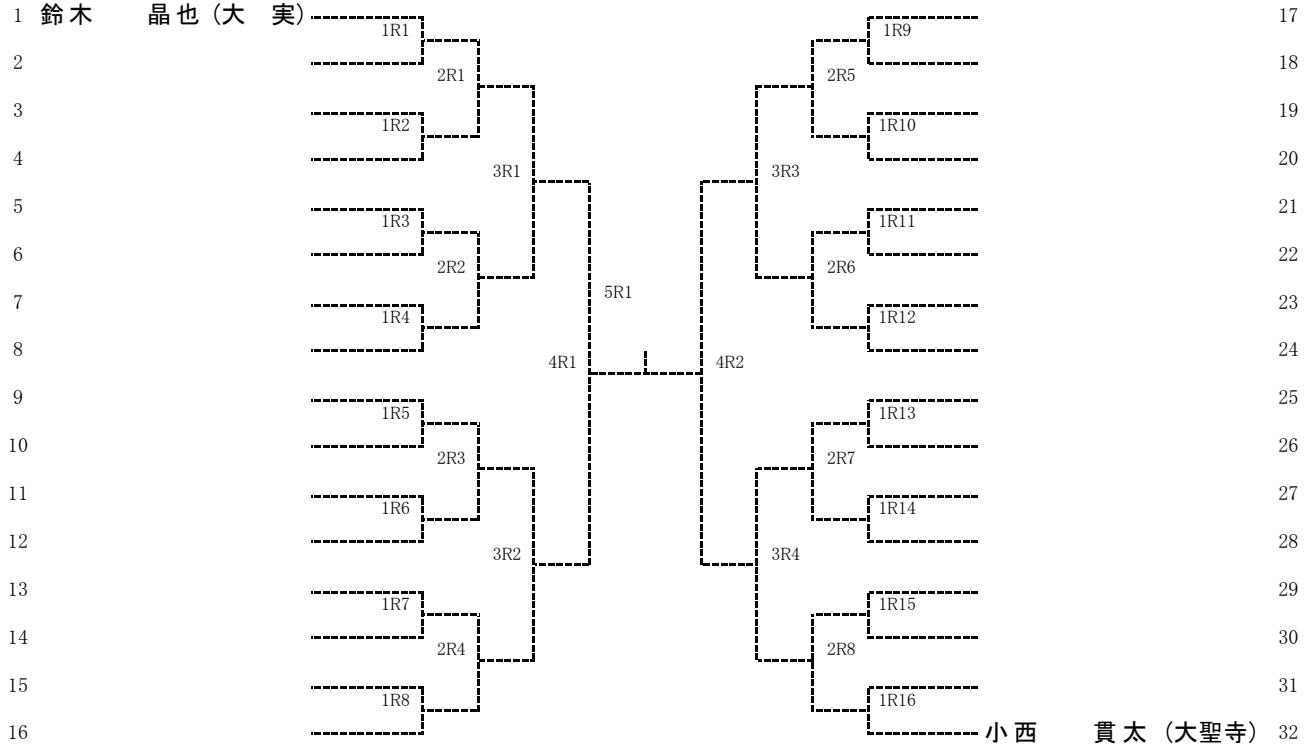 1 鈴木 晶也（大 実） 1R1 1R9 17
2 2R1 2R5 18
3 1R2 1R10 19
4 3R1 3R3 20
5 1R3 1R11 21
6 2R2 2R6 22
7 5R1 23
1R4 1R12
8 4R1 4R2 24
9 1R5 1R13 25
10 2R3 2R7 26
11 1R6 1R14 27
12 3R2 3R4 28
13 1R7 1R15 29
14 2R4 2R8 30
15 1R8 1R16 31
16 小西 貫太（大聖寺） 32